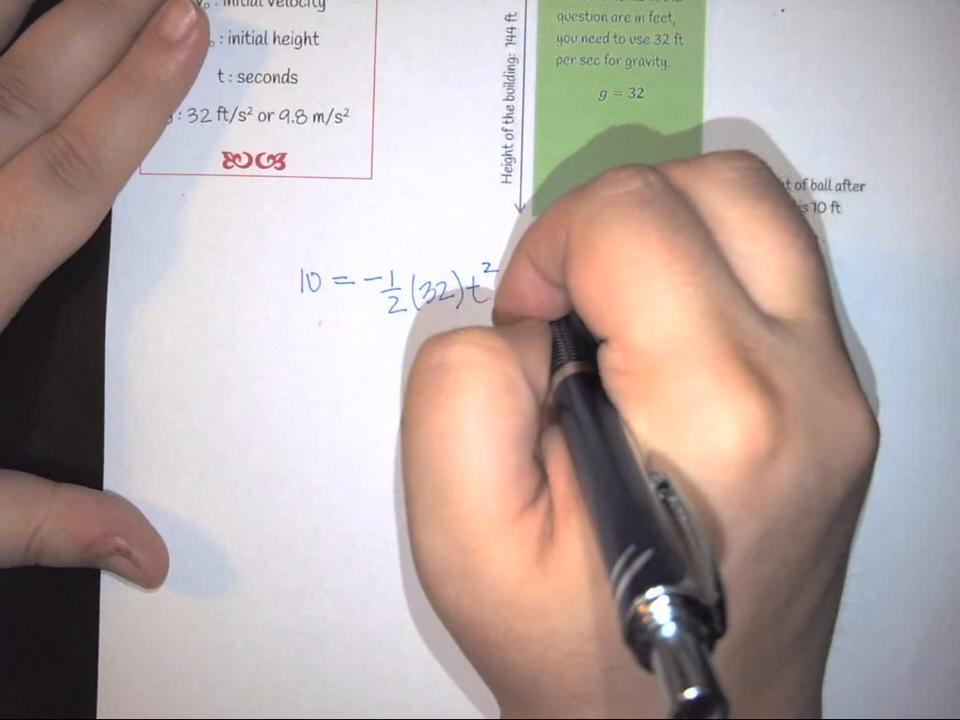 : initial velocity
: initial height
t : seconds
: 32 ft/s² or 9.8 m/s²
Height of the building: 144 ft
question are in feet,
you need to use 32 ft
per sec for gravity.
g = 32
of ball after
is 10 ft
10 = -1/2 (32) t²